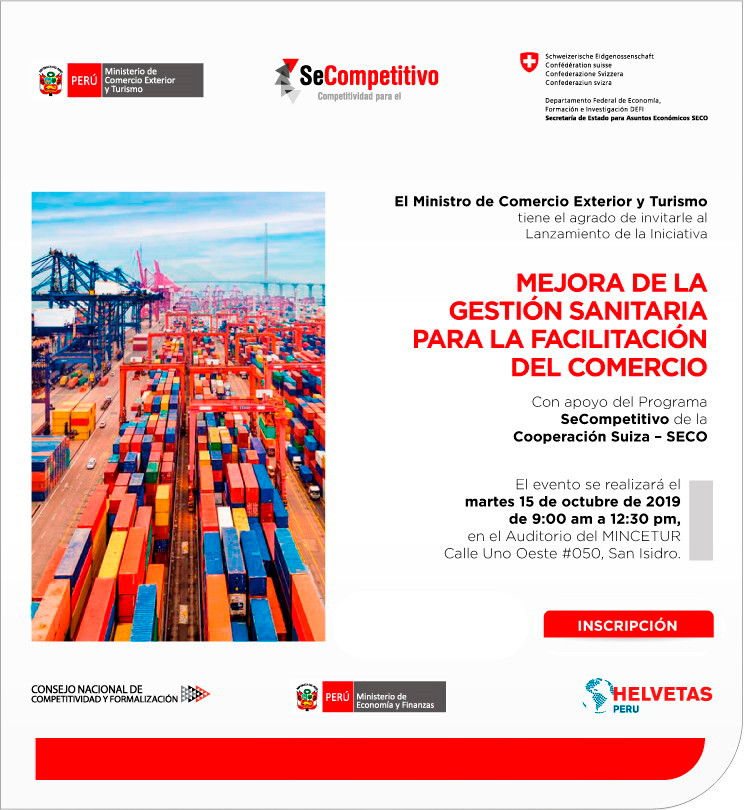 PERÚ
Ministerio de
Comercio Exterior
y Turismo
SeCompetitivo
Competitividad para el
Schweizerische Eidgenossenschaft
Confédération suisse
Confederazione Svizzera
Confederaziun svizra
Departamento Federal de Economía,
Formación e Investigación DEFI
Secretaría de Estado para Asuntos Económicos SECO
El Ministro de Comercio Exterior y Turismo
tiene el agrado de invitarle al
Lanzamiento de la Iniciativa
MEJORA DE LA
GESTIÓN SANITARIA
PARA LA FACILITACIÓN
DEL COMERCIO
Con apoyo del Programa
SeCompetitivo de la
Cooperación Suiza – SECO
El evento se realizará el
martes 15 de octubre de 2019
de 9:00 am a 12:30 pm,
en el Auditorio del MINCETUR
Calle Uno Oeste #050, San Isidro.
INSCRIPCIÓN
CONSEJO NACIONAL DE
COMPETITIVIDAD Y FORMALIZACIÓN
PERÚ
Ministerio de
Economía y Finanzas
HELVETAS
PERU